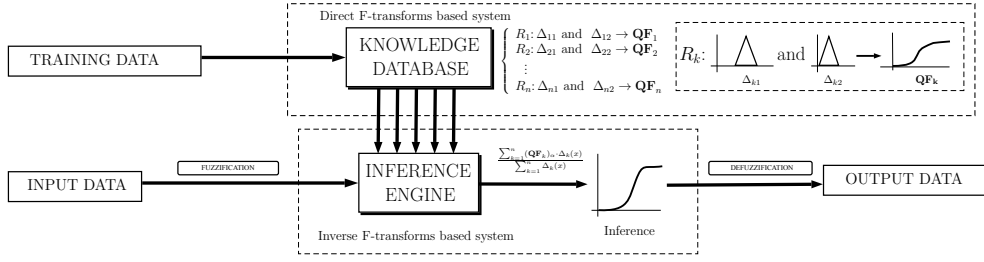 Direct F-transforms based system
TRAINING DATA
KNOWLEDGE
DATABASE
R₁: Δ₁₁ and Δ₁₂ → QF₁
R₂: Δ₂₁ and Δ₂₂ → QF₂
⋮
Rₙ: Δₙ₁ and Δₙ₂ → QFₙ
Rₖ: and
Δₖ₁ Δₖ₂ QFₖ
INPUT DATA
FUZZIFICATION
INFERENCE
ENGINE
∑ⁿₖ₌₁(QFₖ)α·Δₖ(x)
∑ⁿₖ₌₁ Δₖ(x)
Inference
DEFUZZIFICATION
OUTPUT DATA
Inverse F-transforms based system